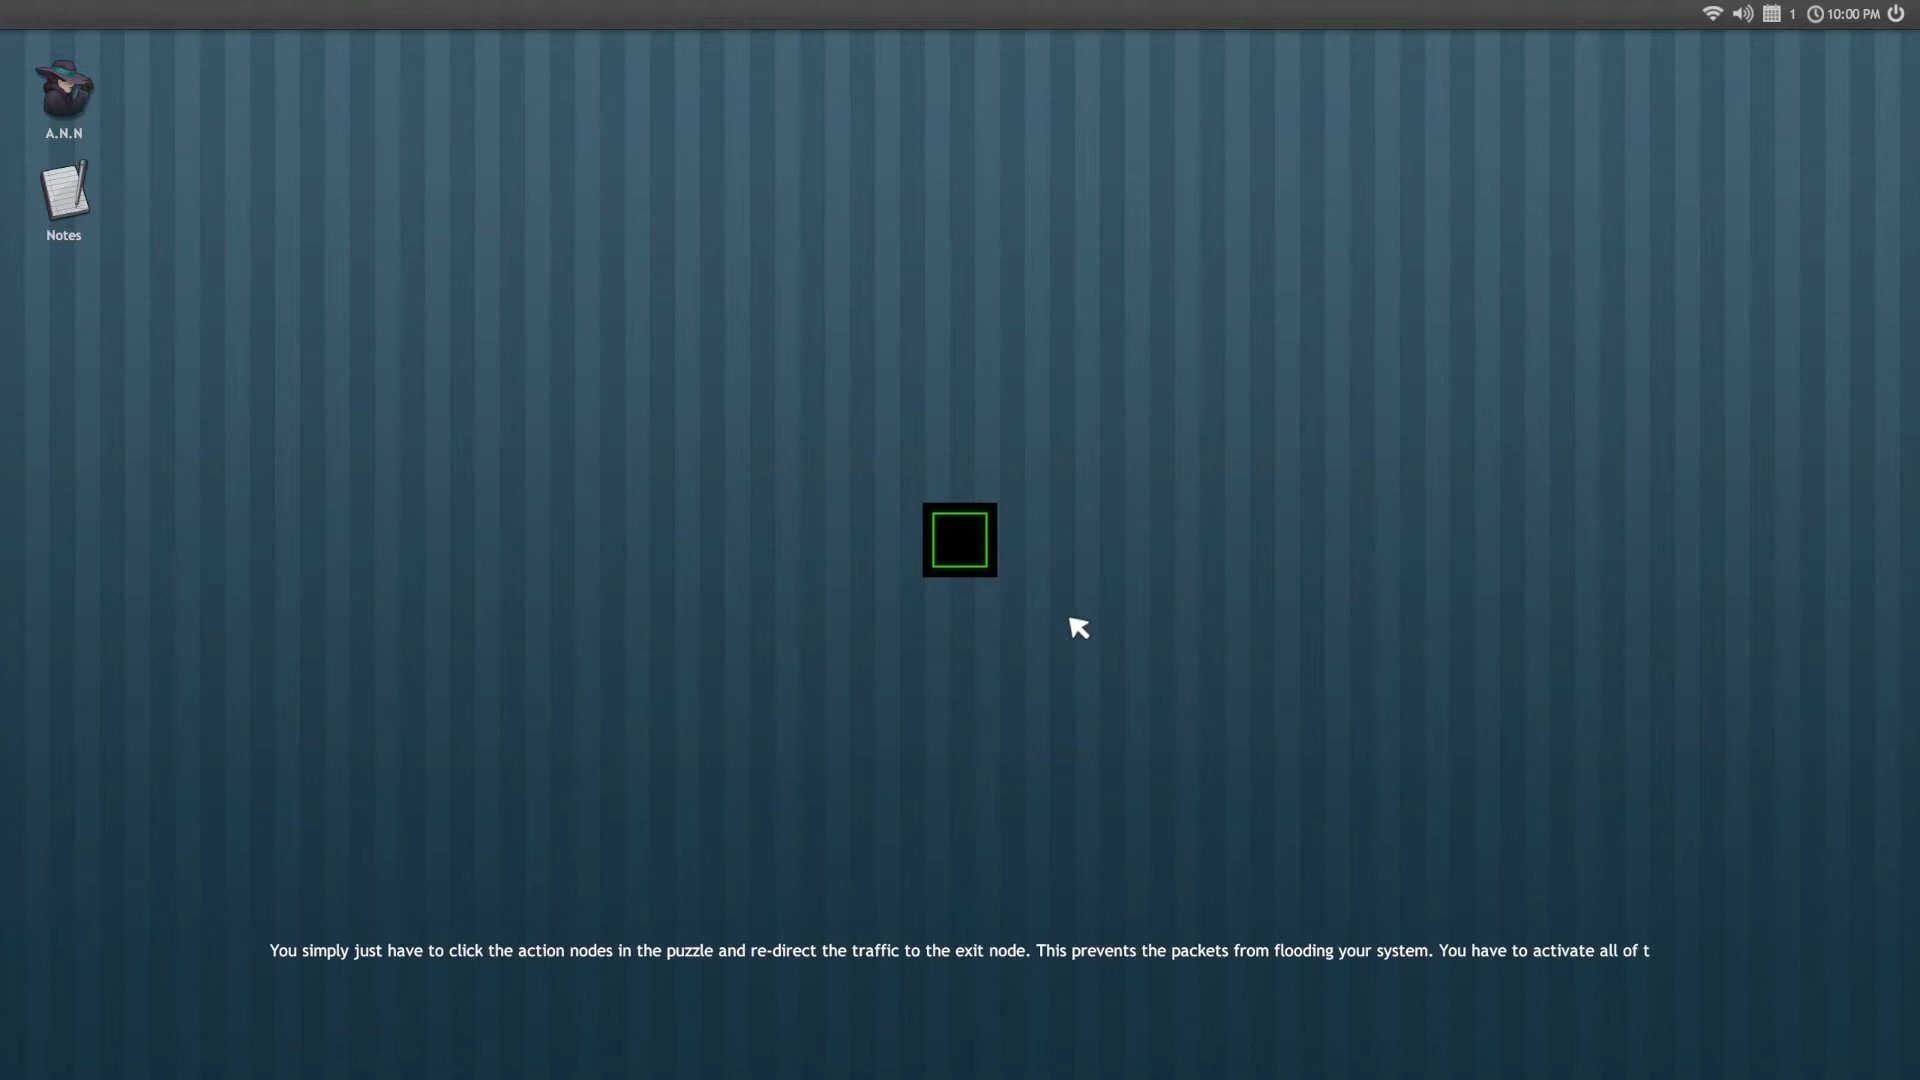 1 10:00 PM
A.N.N
Notes
You simply just have to click the action nodes in the puzzle and re-direct the traffic to the exit node. This prevents the packets from flooding your system. You have to activate all of t